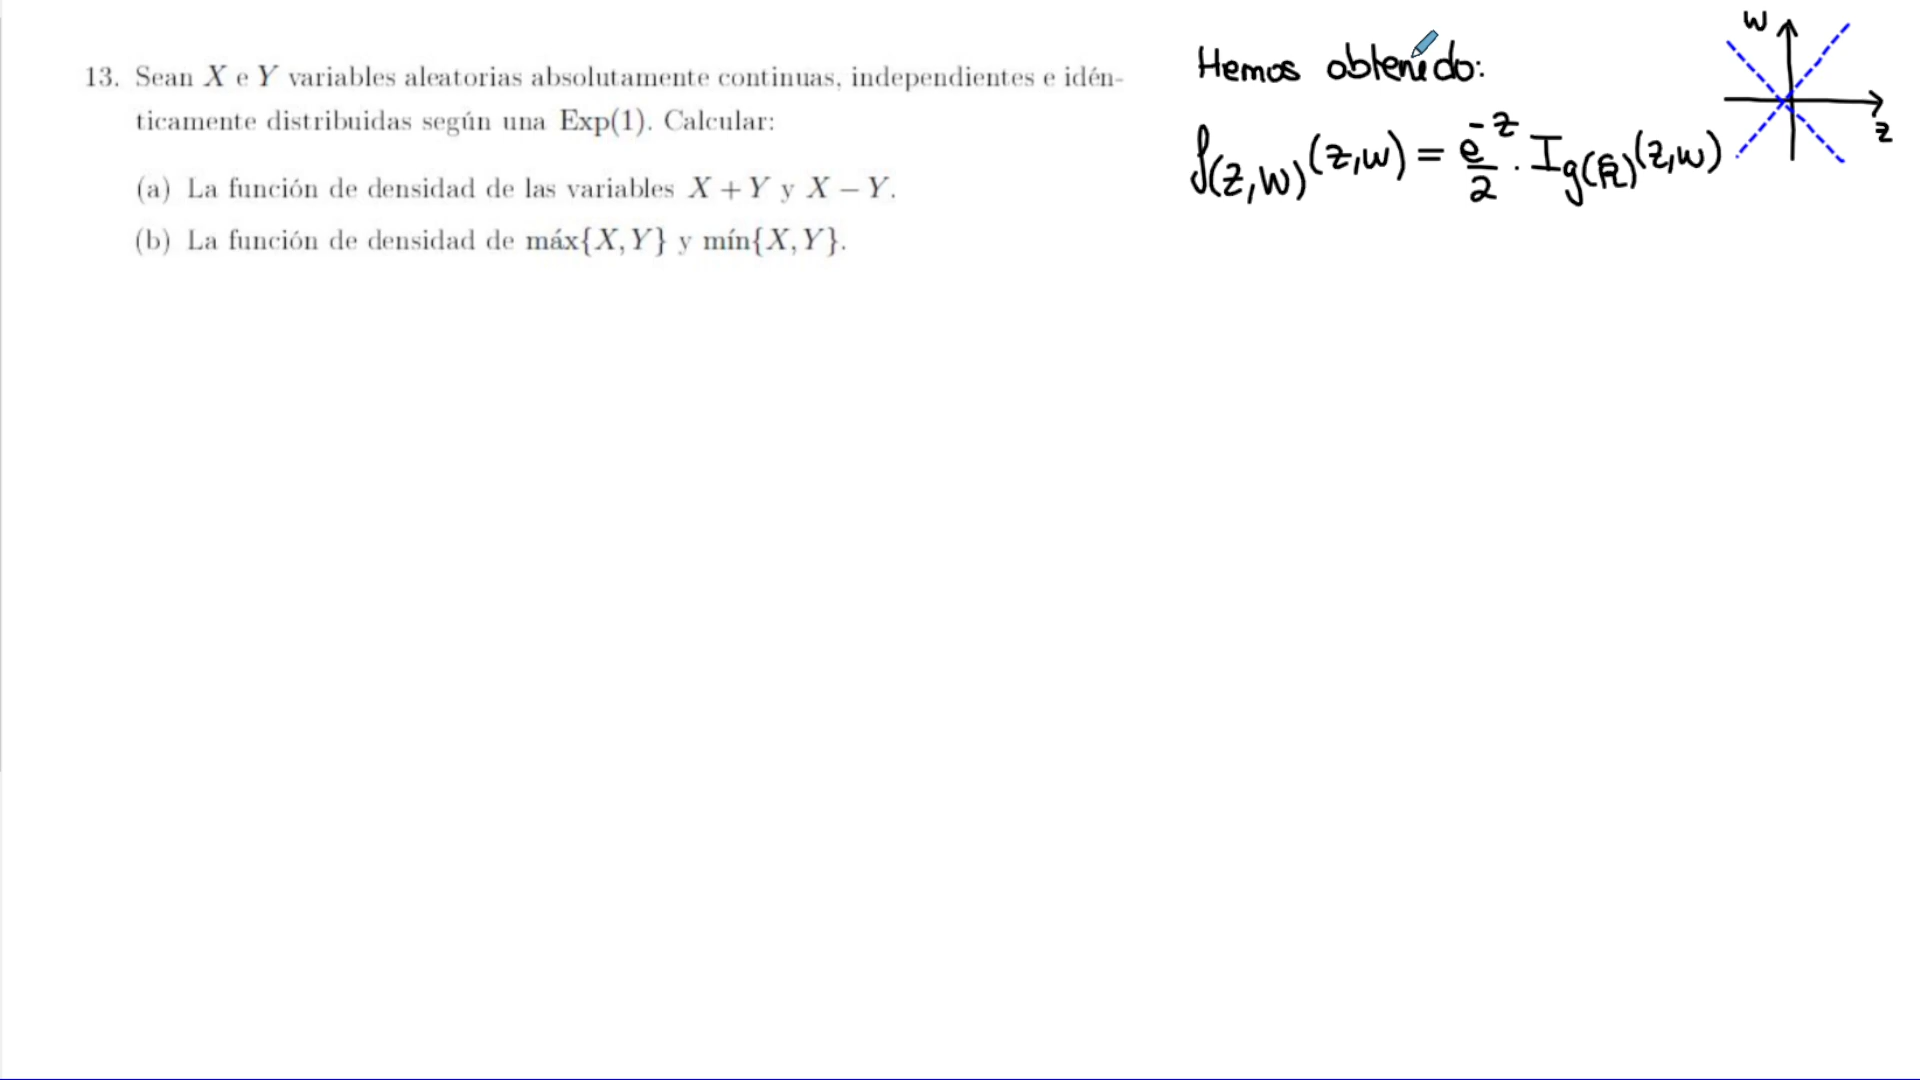 13. Sean X e Y variables aleatorias absolutamente continuas, independientes e idén-
ticamente distribuidas según una Exp(1). Calcular:
(a) La función de densidad de las variables X + Y y X − Y.
(b) La función de densidad de máx{X, Y} y mín{X, Y}.
Hemos obtenido:
f(z,w)(z,w) = e^-z/2 · I g(R)(z,w)
w
z